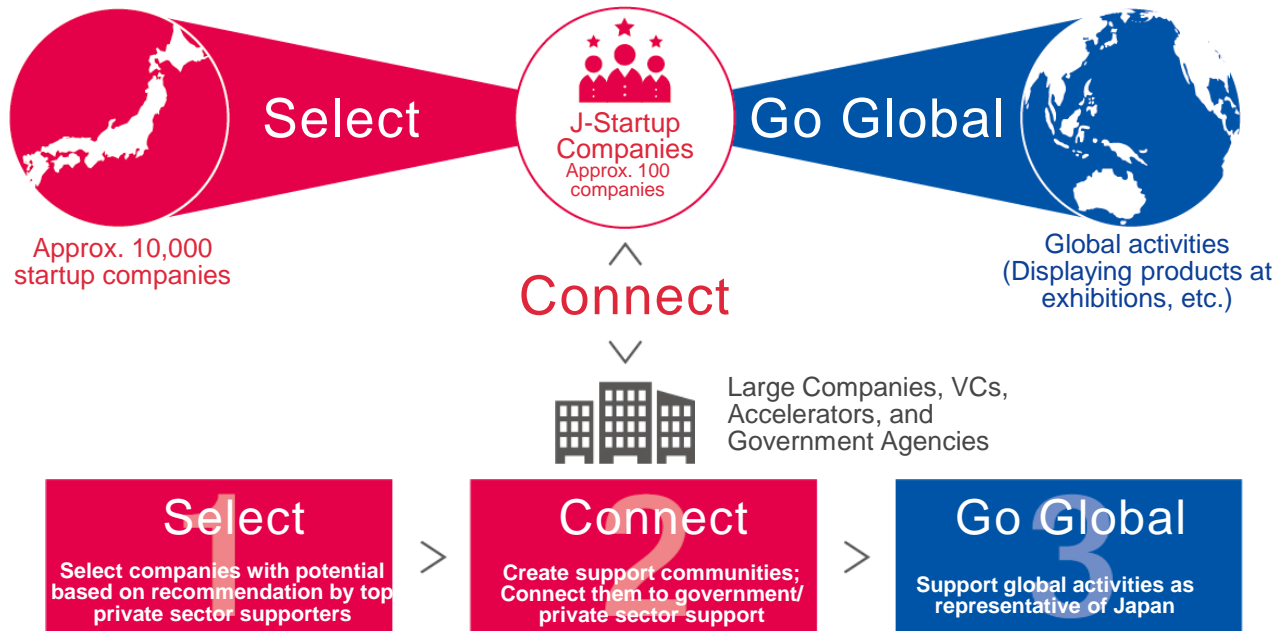 Select
J-Startup
Companies
Approx. 100
companies
Go Global
Approx. 10,000
startup companies
Global activities
(Displaying products at
exhibitions, etc.)
Connect
Large Companies, VCs,
Accelerators, and
Government Agencies
1
Select
Select companies with potential
based on recommendation by top
private sector supporters
>
2
Connect
Create support communities;
Connect them to government/
private sector support
>
3
Go Global
Support global activities as
representative of Japan